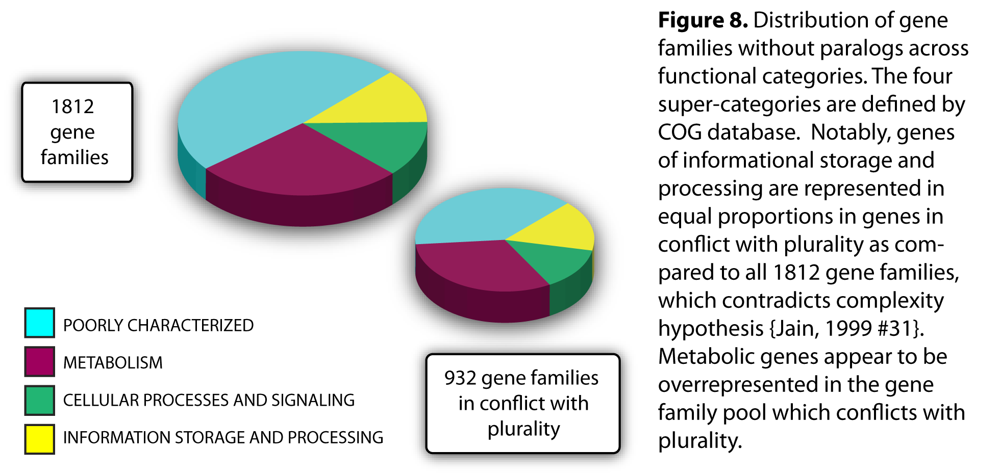 1812
gene
families
POORLY CHARACTERIZED
METABOLISM
CELLULAR PROCESSES AND SIGNALING
INFORMATION STORAGE AND PROCESSING
932 gene families
in conflict with
plurality
Figure 8. Distribution of gene
families without paralogs across
functional categories. The four
super-categories are defined by
COG database.  Notably, genes
of informational storage and
processing are represented in
equal proportions in genes in
conflict with plurality as com-
pared to all 1812 gene families,
which contradicts complexity
hypothesis {Jain, 1999 #31}.
Metabolic genes appear to be
overrepresented in the gene
family pool which conflicts with
plurality.